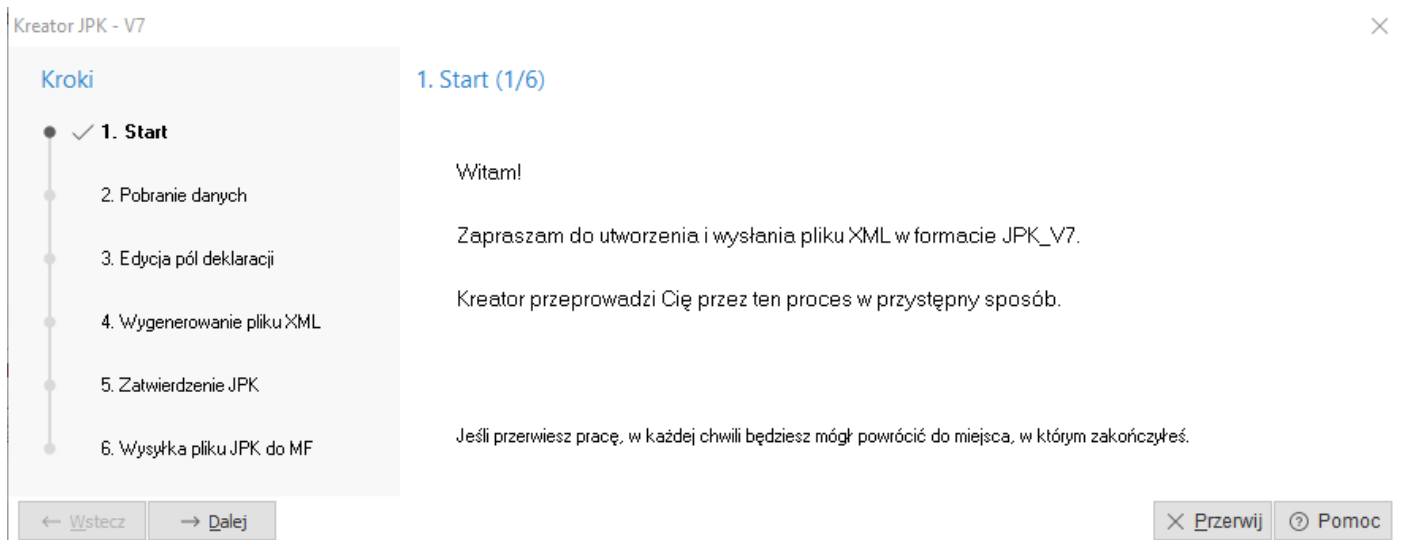 Kreator JPK - V7
Kroki
1. Start
2. Pobranie danych
3. Edycja pól deklaracji
4. Wygenerowanie pliku XML
5. Zatwierdzenie JPK
6. Wysyłka pliku JPK do MF
1. Start (1/6)
Witam!
Zapraszam do utworzenia i wysłania pliku XML w formacie JPK_V7.
Kreator przeprowadzi Cię przez ten proces w przystępny sposób.
Jeśli przerwiesz pracę, w każdej chwili będziesz mógł powrócić do miejsca, w którym zakończyłeś.
Wstecz
Dalej
Przerwij
Pomoc